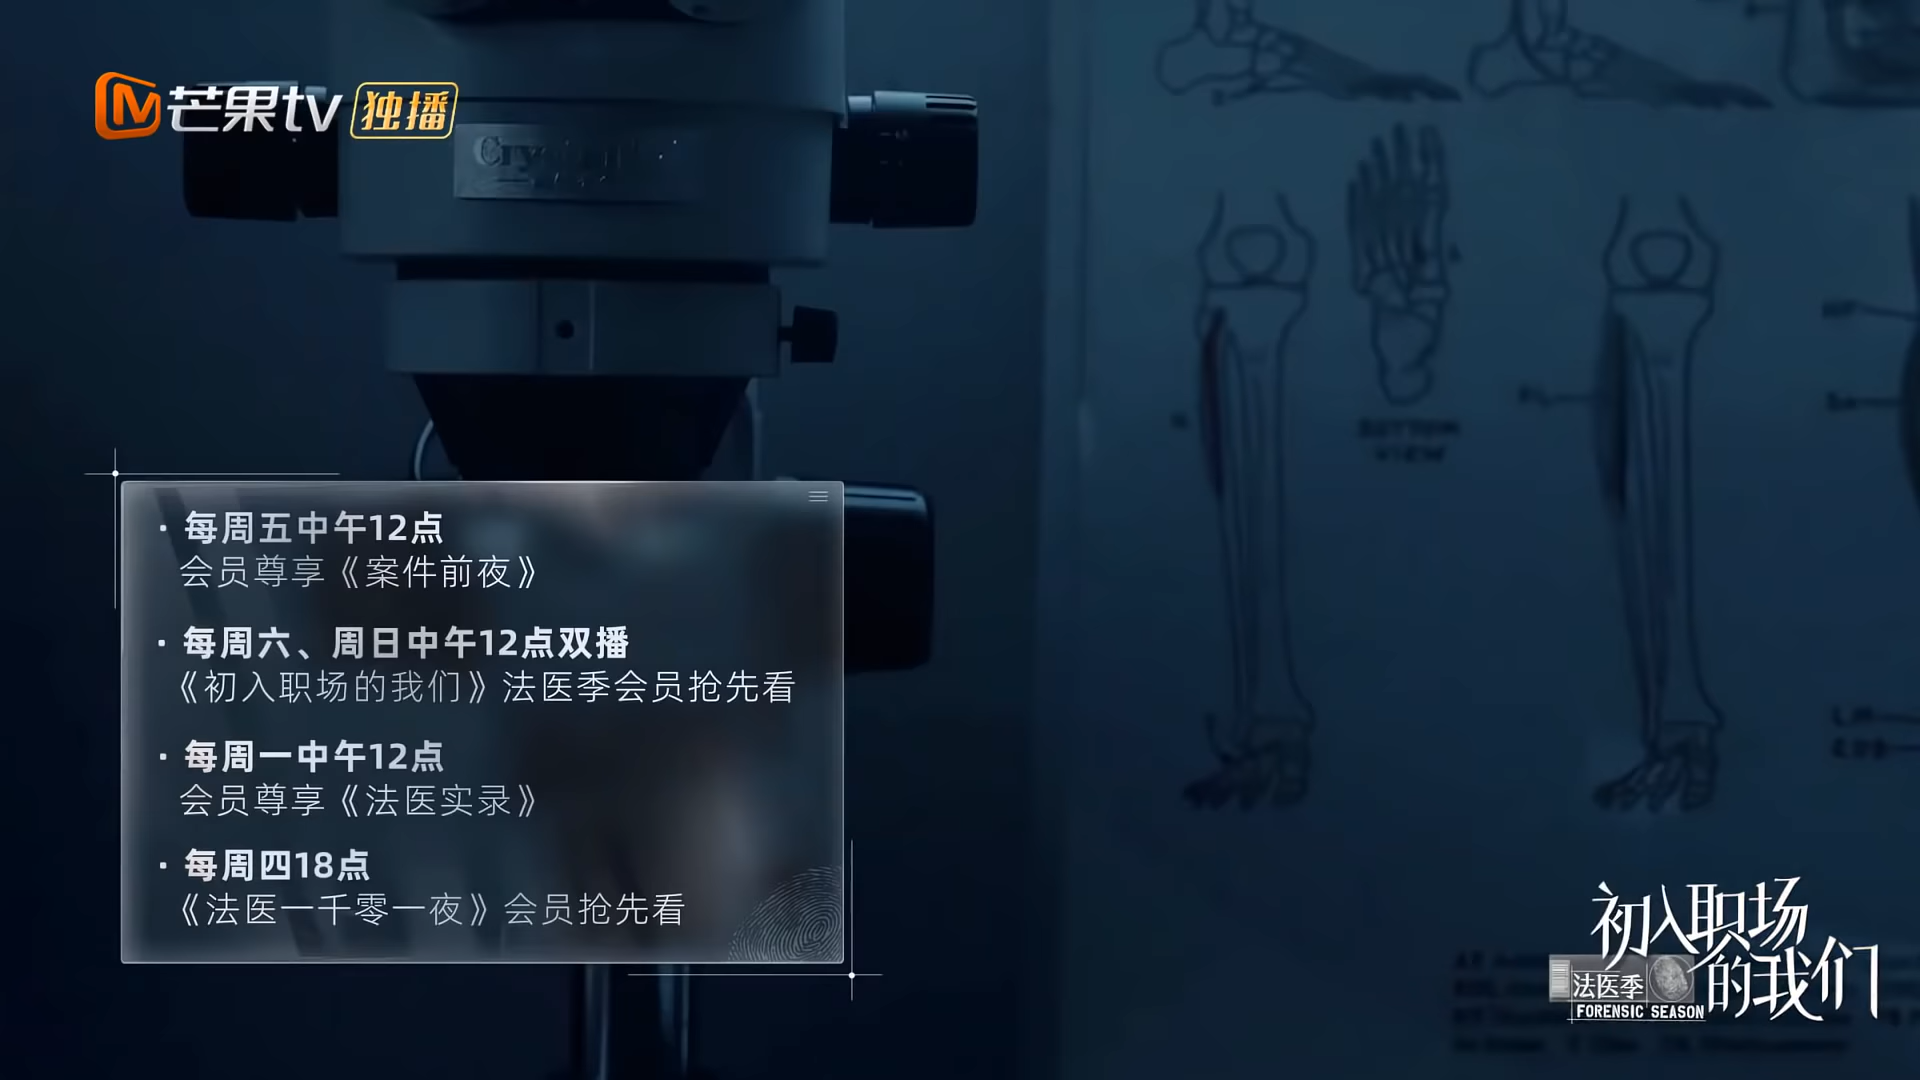 芒果tv 独播
· 每周五中午12点
会员尊享《案件前夜》
· 每周六、周日中午12点双播
《初入职场的我们》法医季会员抢先看
· 每周一中午12点
会员尊享《法医实录》
· 每周四18点
《法医一千零一夜》会员抢先看
BOTTOM
VIEW
初入职场
的我们
法医季
FORENSIC SEASON